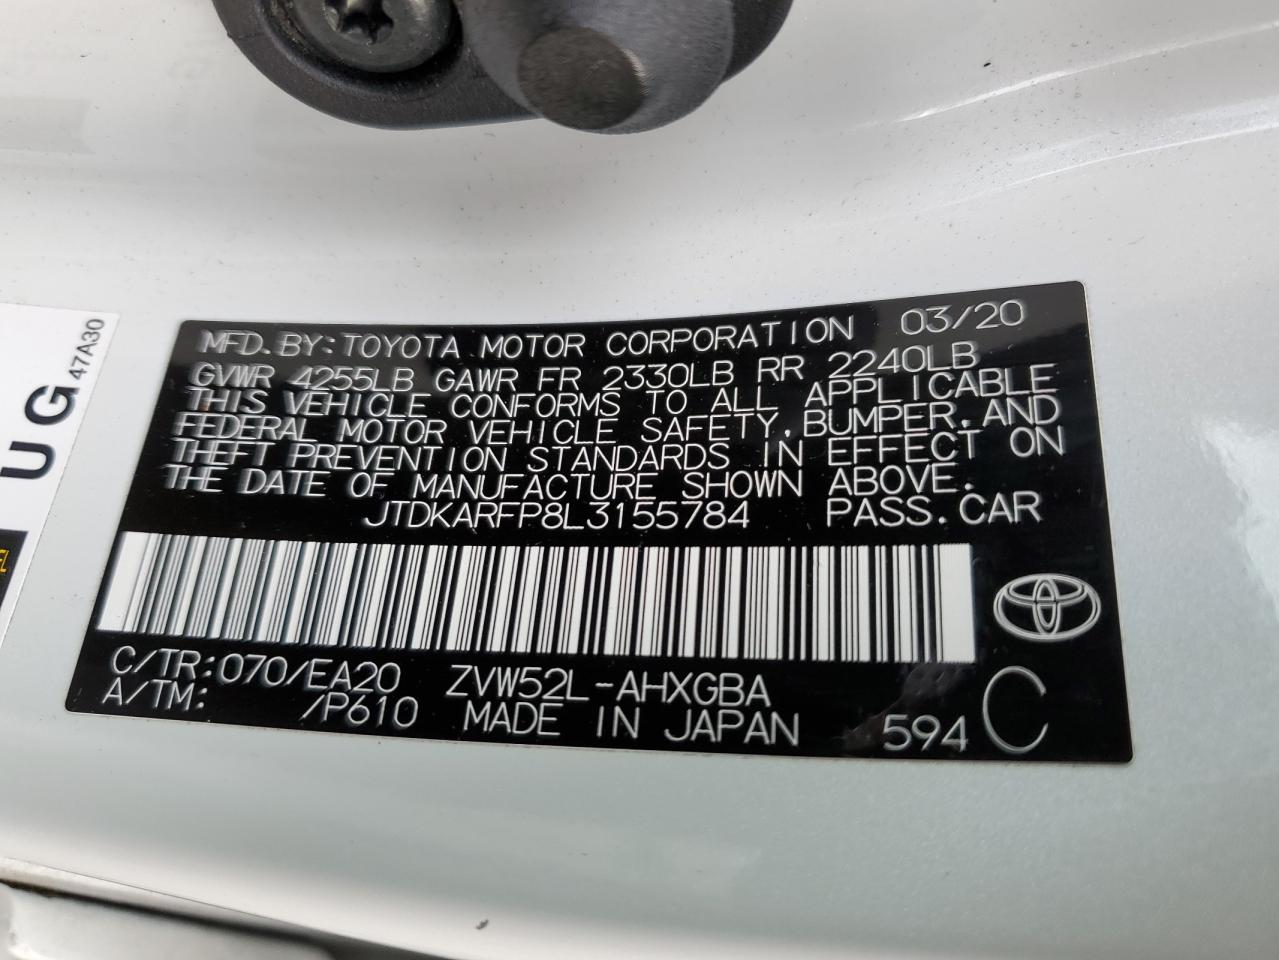 MFD. BY: TOYOTA MOTOR CORPORATION 03/20
GVWR 4255LB GAWR FR 2330LB RR 2240LB
THIS VEHICLE CONFORMS TO ALL APPLICABLE
FEDERAL MOTOR VEHICLE SAFETY, BUMPER, AND
THEFT PREVENTION STANDARDS IN EFFECT ON
THE DATE OF MANUFACTURE SHOWN ABOVE.
JTDKARFP8L3155784 PASS. CAR
C/TR: 070/EA20 ZVW52L-AHXGBA
A/TM: /P610 MADE IN JAPAN 594 C
UG
47A30